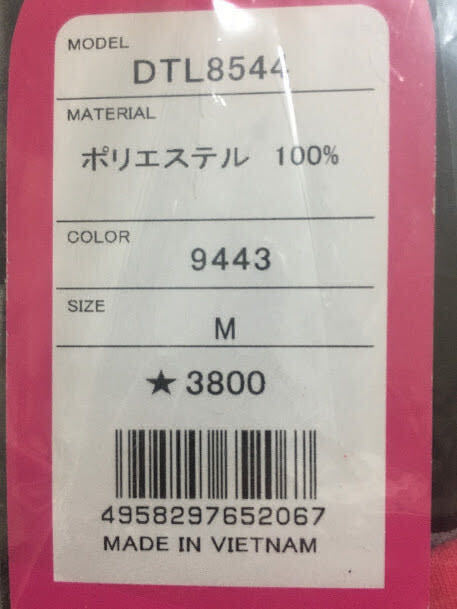 MODEL
DTL8544
MATERIAL
ポリエステル 100%
COLOR
9443
SIZE
M
★3800
4958297652067
MADE IN VIETNAM